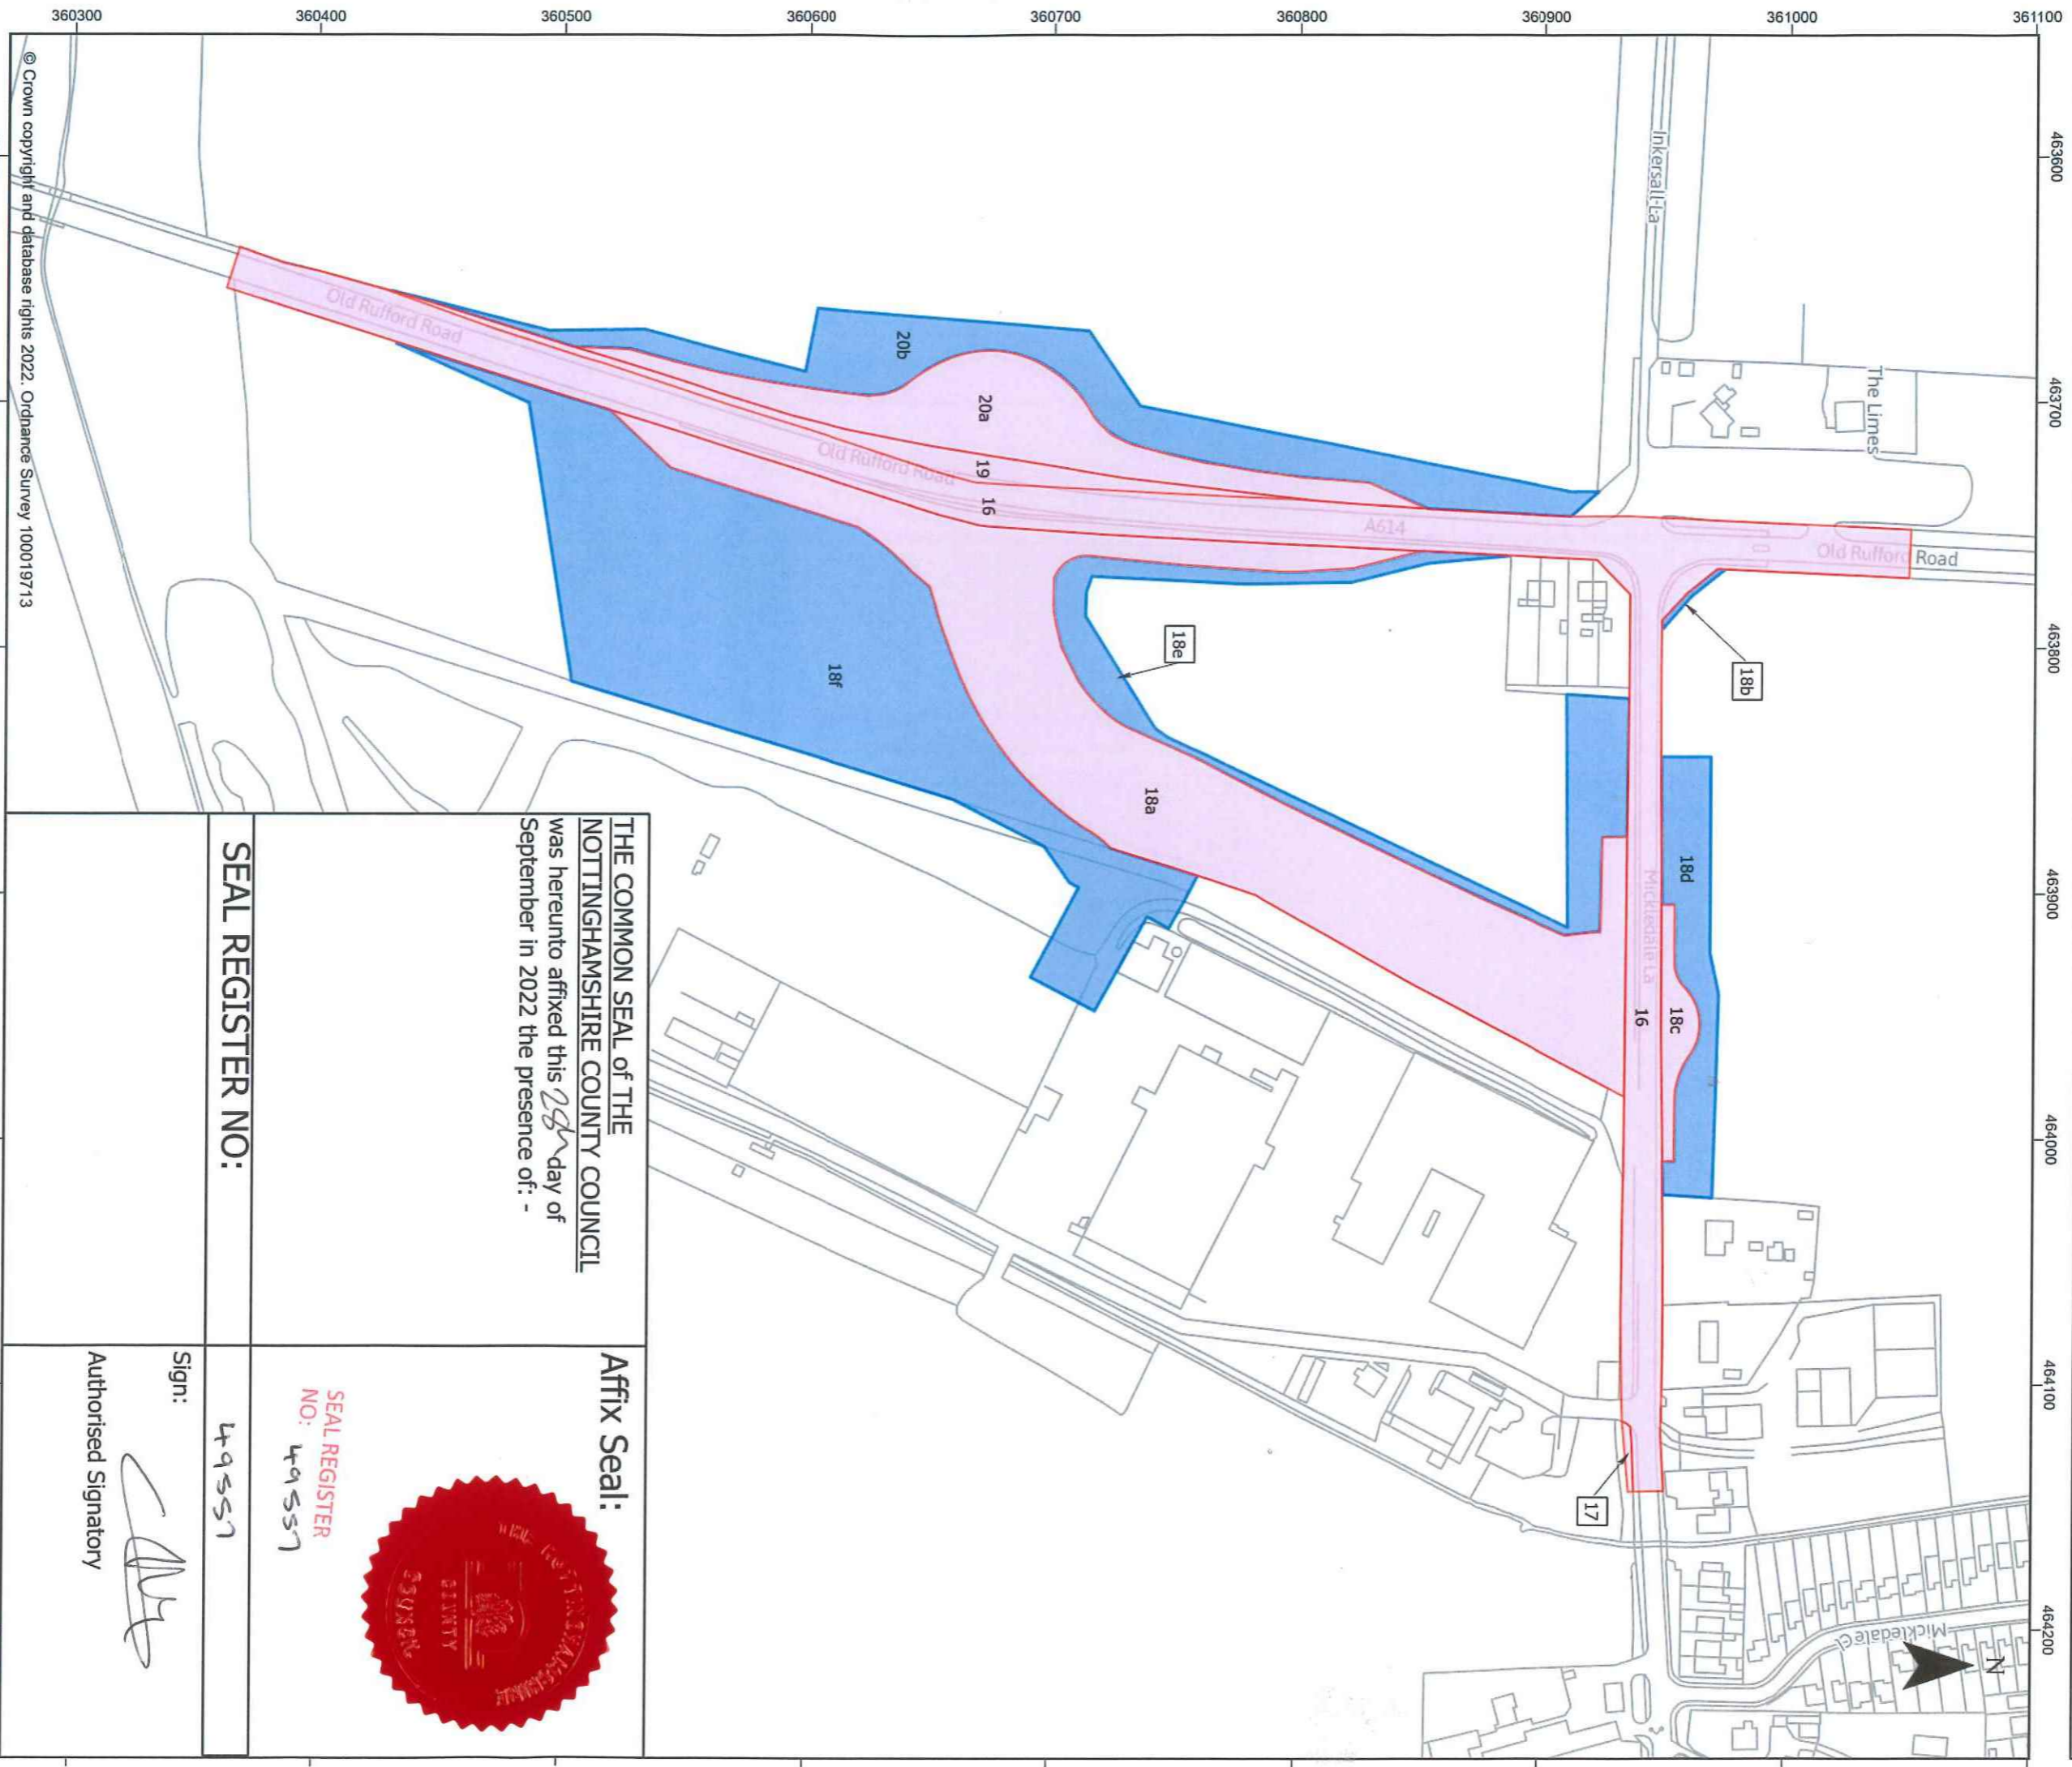 360300
360400
360500
360600
360700
360800
360900
361000
361100
463600
463700
463800
463900
464000
464100
464200
N
Inkersall La
The Limes
Old Rufford Road
Old Rufford Road
Old Rufford Road
A614
Mickledale La
Mickledale Cl
20b
20a
19
16
18f
18e
18b
18a
18d
18c
16
17
© Crown copyright and database rights 2022. Ordnance Survey 100019713
THE COMMON SEAL of THE
NOTTINGHAMSHIRE COUNTY COUNCIL
was hereunto affixed this 28th day of
September in 2022 the presence of: -
Affix Seal:
SEAL REGISTER
NO: 49557
SEAL REGISTER NO:
49557
Sign:
Authorised Signatory